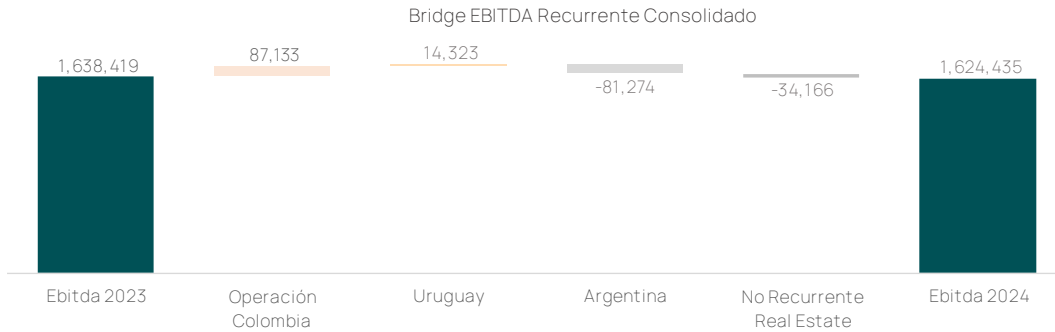 Bridge EBITDA Recurrente Consolidado
1,638,419
87,133
14,323
-81,274
-34,166
1,624,435
Ebitda 2023
Operación
Colombia
Uruguay
Argentina
No Recurrente
Real Estate
Ebitda 2024